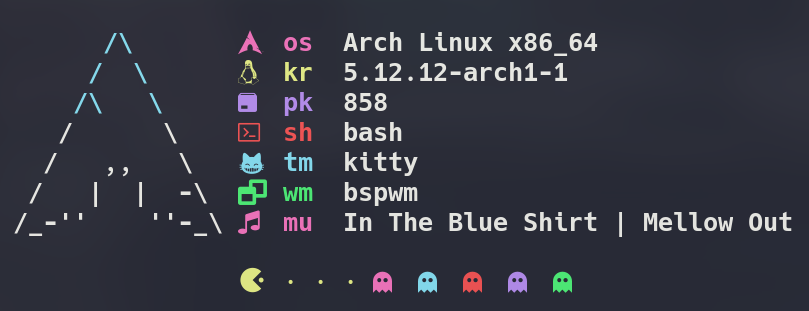 os Arch Linux x86_64
kr 5.12.12-arch1-1
pk 858
sh bash
tm kitty
wm bspwm
mu In The Blue Shirt | Mellow Out